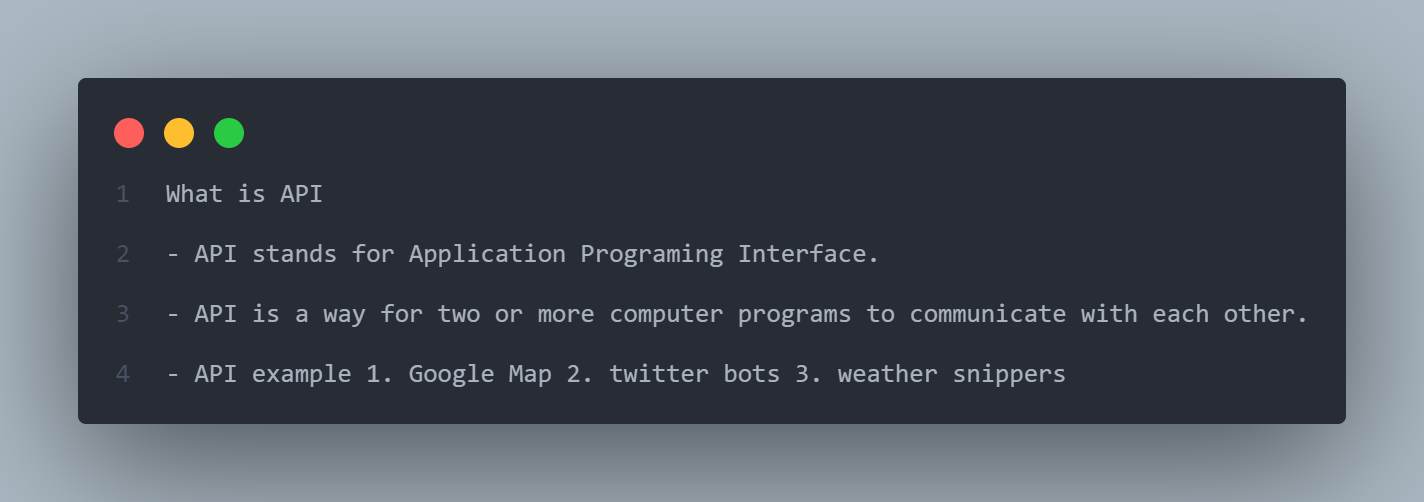 1 What is API
2 - API stands for Application Programing Interface.
3 - API is a way for two or more computer programs to communicate with each other.
4 - API example 1. Google Map 2. twitter bots 3. weather snippers